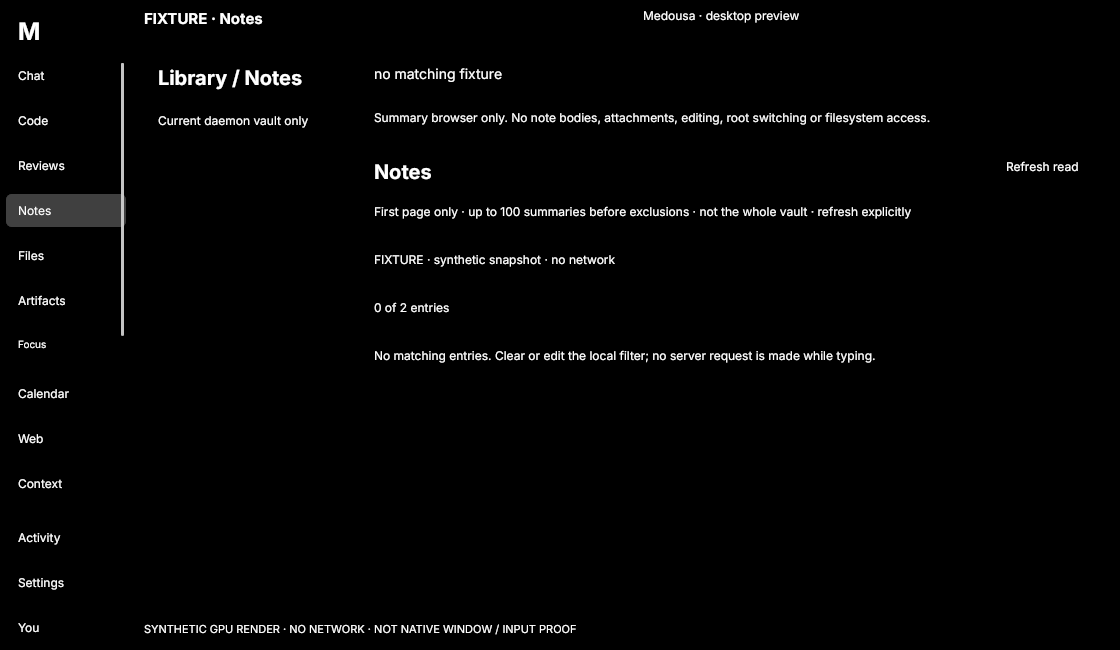 M
Chat
Code
Reviews
Notes
Files
Artifacts
Focus
Calendar
Web
Context
Activity
Settings
You
FIXTURE · Notes
Medousa · desktop preview
Library / Notes
Current daemon vault only
no matching fixture
Summary browser only. No note bodies, attachments, editing, root switching or filesystem access.
Notes
Refresh read
First page only · up to 100 summaries before exclusions · not the whole vault · refresh explicitly
FIXTURE · synthetic snapshot · no network
0 of 2 entries
No matching entries. Clear or edit the local filter; no server request is made while typing.
SYNTHETIC GPU RENDER · NO NETWORK · NOT NATIVE WINDOW / INPUT PROOF